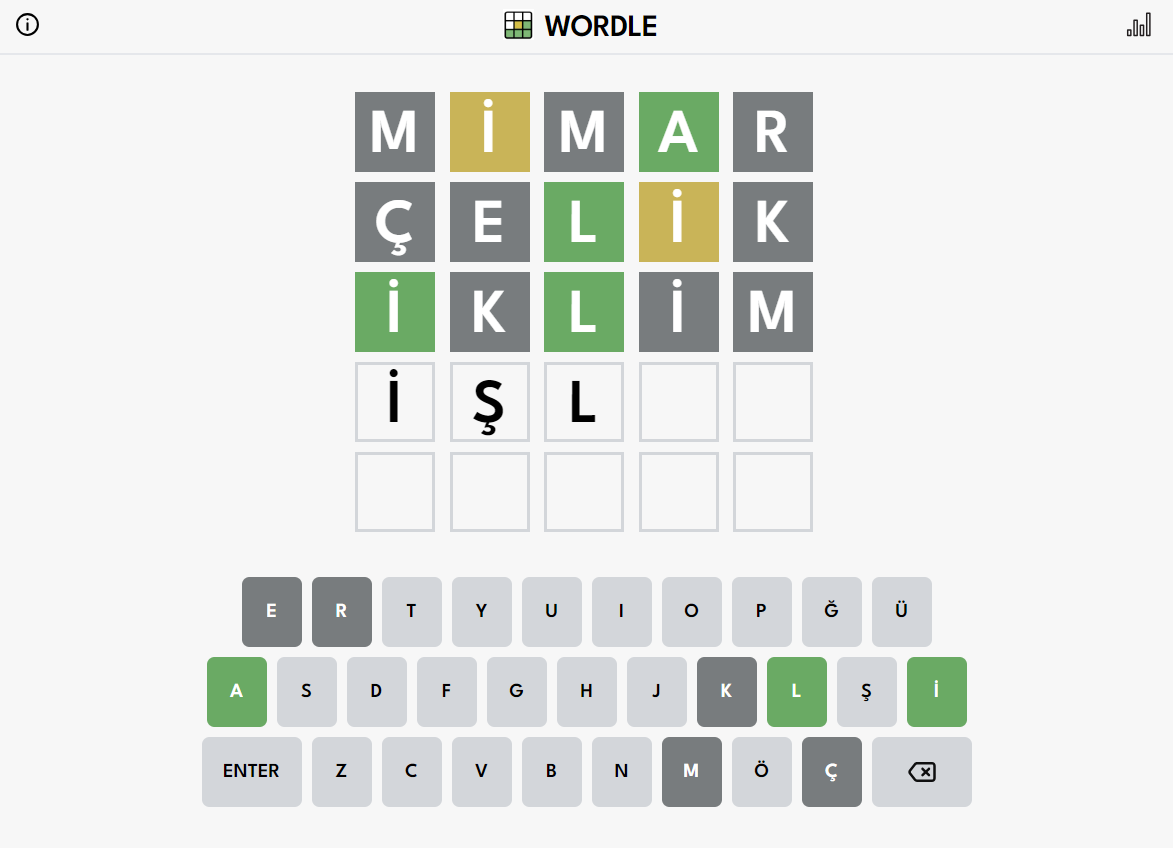 WORDLE
M İ M A R
Ç E L İ K
İ K L İ M
İ Ş L
E R T Y U I O P Ğ Ü
A S D F G H J K L Ş İ
ENTER Z C V B N M Ö Ç